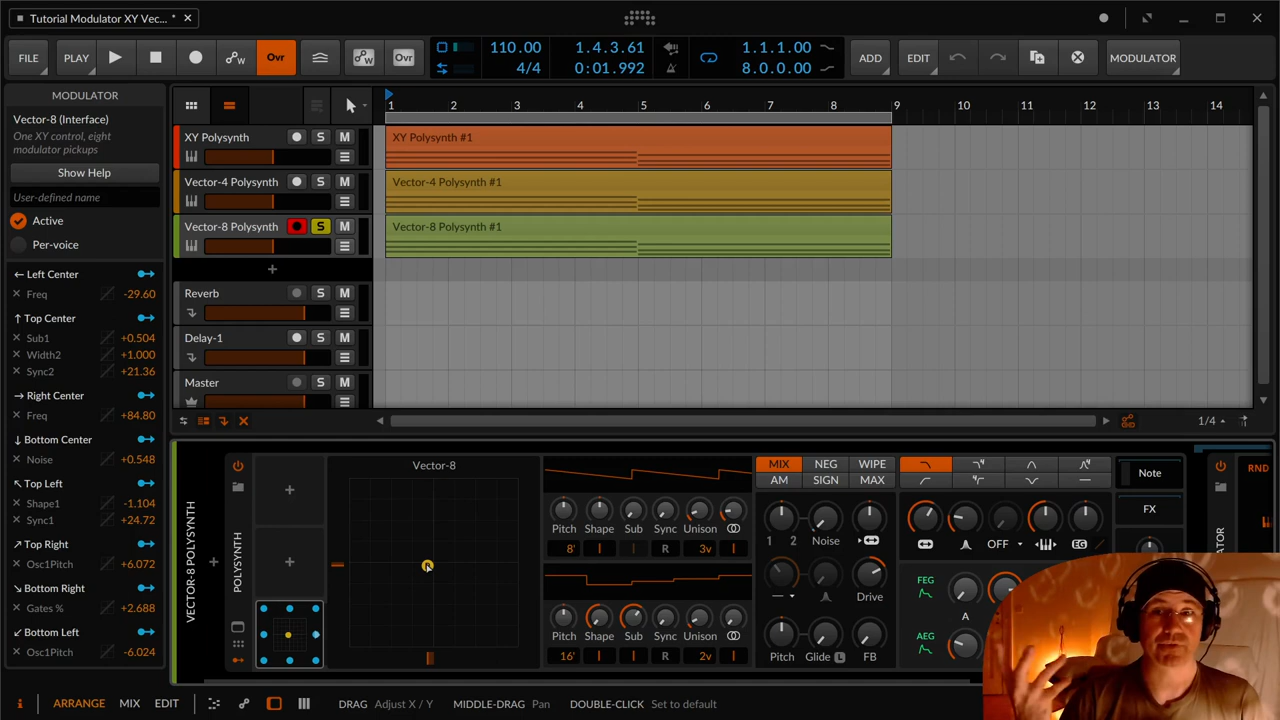 Tutorial Modulator XY Vec... *
FILE
PLAY
Ovr
Ovr
110.00
4/4
1.4.3.61
0:01.992
1.1.1.00
8.0.0.00
ADD
EDIT
MODULATOR
MODULATOR
Vector-8 (Interface)
One XY control, eight
modulator pickups
Show Help
User-defined name
Active
Per-voice
← Left Center
Freq -29.60
↑ Top Center
Sub1 +0.504
Width2 +1.000
Sync2 +21.36
→ Right Center
Freq +84.80
↓ Bottom Center
Noise +0.548
↖ Top Left
Shape1 -1.104
Sync1 +24.72
↗ Top Right
Osc1Pitch +6.072
↘ Bottom Right
Gates % +2.688
↙ Bottom Left
Osc1Pitch -6.024
1 2 3 4 5 6 7 8 9 10 11 12 13 14
XY Polysynth S M
XY Polysynth #1
Vector-4 Polysynth S M
Vector-4 Polysynth #1
Vector-8 Polysynth S M
Vector-8 Polysynth #1
Reverb S M
Delay-1 S M
Master S M
1/4
VECTOR-8 POLYSYNTH
POLYSYNTH
Vector-8
Pitch Shape Sub Sync Unison
8' R 3v
Pitch Shape Sub Sync Unison
16' R 2v
MIX NEG WIPE
AM SIGN MAX
1 2 Noise
Drive
Pitch Glide L FB
OFF EG
FEG
A
AEG
Note
FX
RND
ARRANGE MIX EDIT
DRAG Adjust X / Y MIDDLE-DRAG Pan DOUBLE-CLICK Set to default